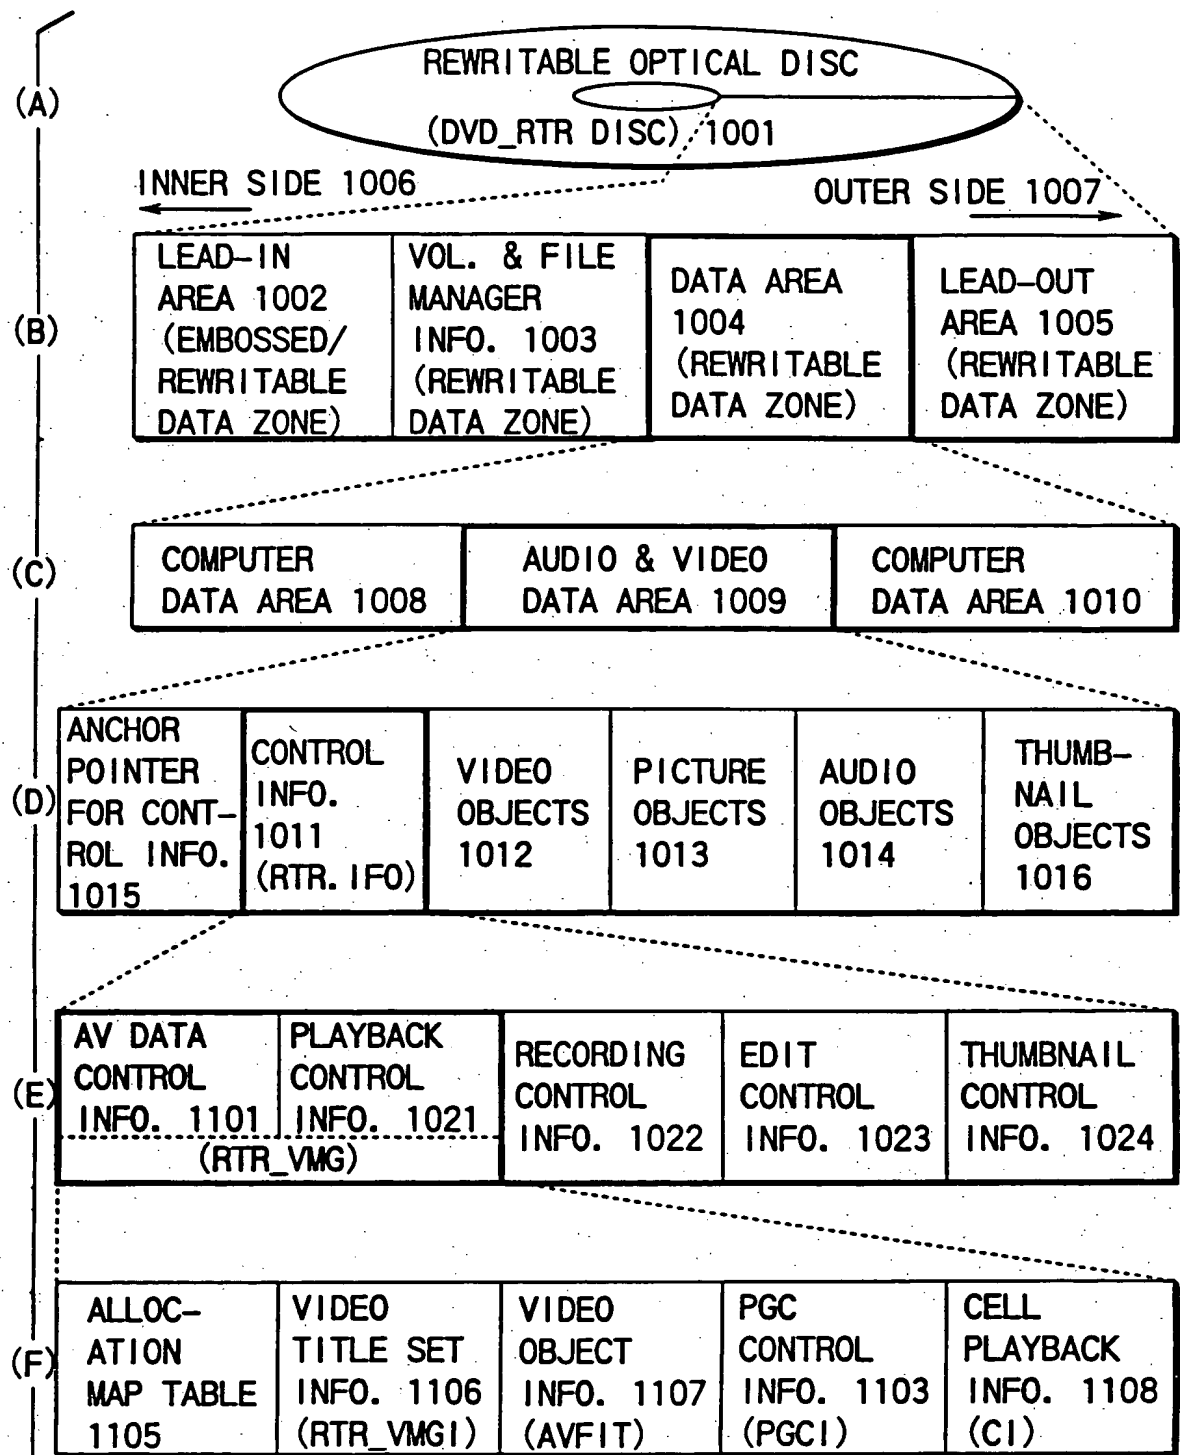 (A)
REWRITABLE OPTICAL DISC
(DVD_RTR DISC) 1001
INNER SIDE 1006
OUTER SIDE 1007
(B)
LEAD-IN
AREA 1002
(EMBOSSED/
REWRITABLE
DATA ZONE)
VOL. & FILE
MANAGER
INFO. 1003
(REWRITABLE
DATA ZONE)
DATA AREA
1004
(REWRITABLE
DATA ZONE)
LEAD-OUT
AREA 1005
(REWRITABLE
DATA ZONE)
(C)
COMPUTER
DATA AREA 1008
AUDIO & VIDEO
DATA AREA 1009
COMPUTER
DATA AREA 1010
(D)
ANCHOR
POINTER
FOR CONT-
ROL INFO.
1015
CONTROL
INFO.
1011
(RTR.IFO)
VIDEO
OBJECTS
1012
PICTURE
OBJECTS
1013
AUDIO
OBJECTS
1014
THUMB-
NAIL
OBJECTS
1016
(E)
AV DATA
CONTROL
INFO. 1101
PLAYBACK
CONTROL
INFO. 1021
(RTR_VMG)
RECORDING
CONTROL
INFO. 1022
EDIT
CONTROL
INFO. 1023
THUMBNAIL
CONTROL
INFO. 1024
(F)
ALLOC-
ATION
MAP TABLE
1105
VIDEO
TITLE SET
INFO. 1106
(RTR_VMGI)
VIDEO
OBJECT
INFO. 1107
(AVFIT)
PGC
CONTROL
INFO. 1103
(PGCI)
CELL
PLAYBACK
INFO. 1108
(CI)